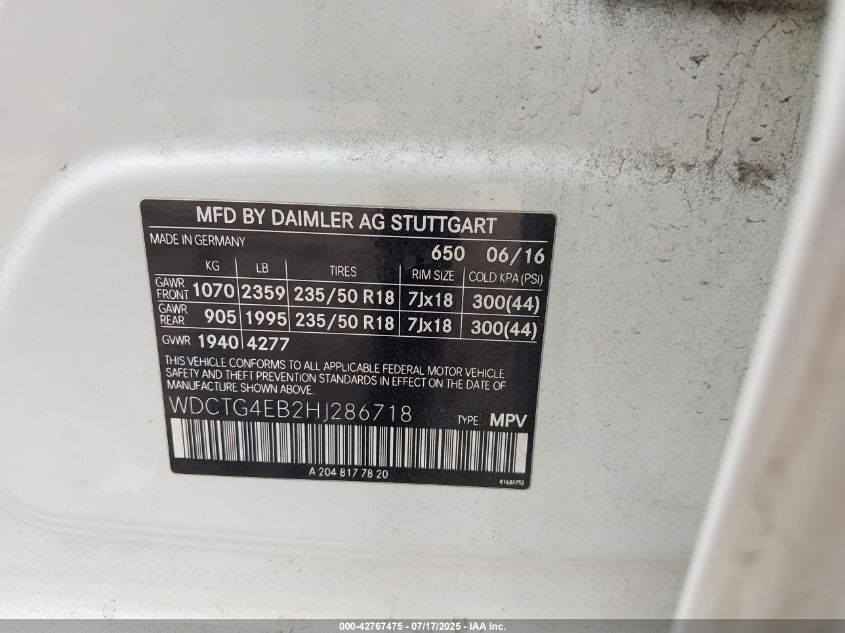 MFD BY DAIMLER AG STUTTGART
MADE IN GERMANY 650 06/16
KG LB TIRES RIM SIZE COLD KPA (PSI)
GAWR FRONT 1070 2359 235/50 R18 7Jx18 300(44)
GAWR REAR 905 1995 235/50 R18 7Jx18 300(44)
GVWR 1940 4277
THIS VEHICLE CONFORMS TO ALL APPLICABLE FEDERAL MOTOR VEHICLE
SAFETY AND THEFT PREVENTION STANDARDS IN EFFECT ON THE DATE OF
MANUFACTURE SHOWN ABOVE.
WDCTG4EB2HJ286718 TYPE: MPV
A 204 817 78 20
000-42767475 - 07/17/2025 - IAA Inc.